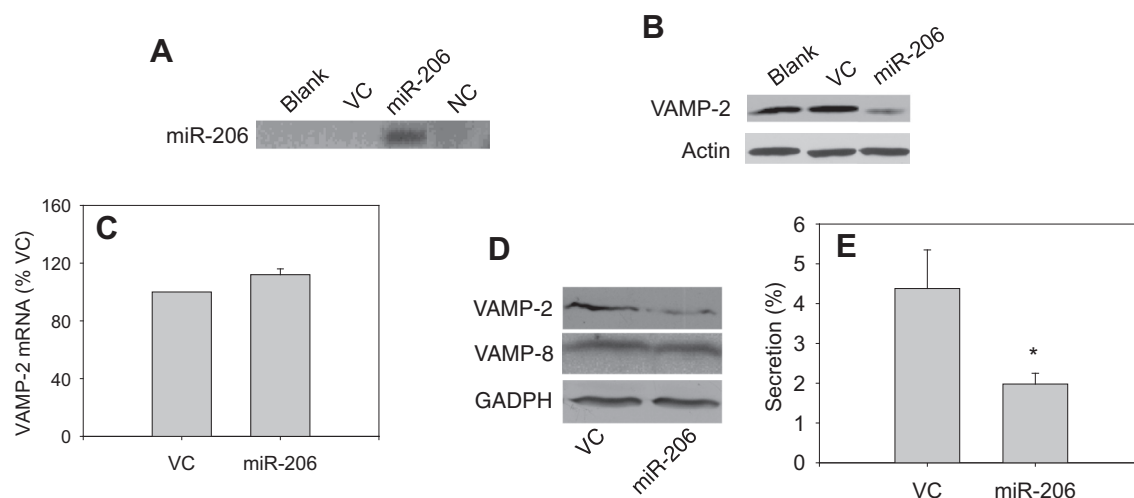 A
Blank VC miR-206 NC
miR-206
B
Blank VC miR-206
VAMP-2
Actin
C
VAMP-2 mRNA (% VC)
160
120
80
40
0
VC miR-206
D
VAMP-2
VAMP-8
GADPH
VC miR-206
E
Secretion (%)
6
5
4
3
2
1
0
*
VC miR-206